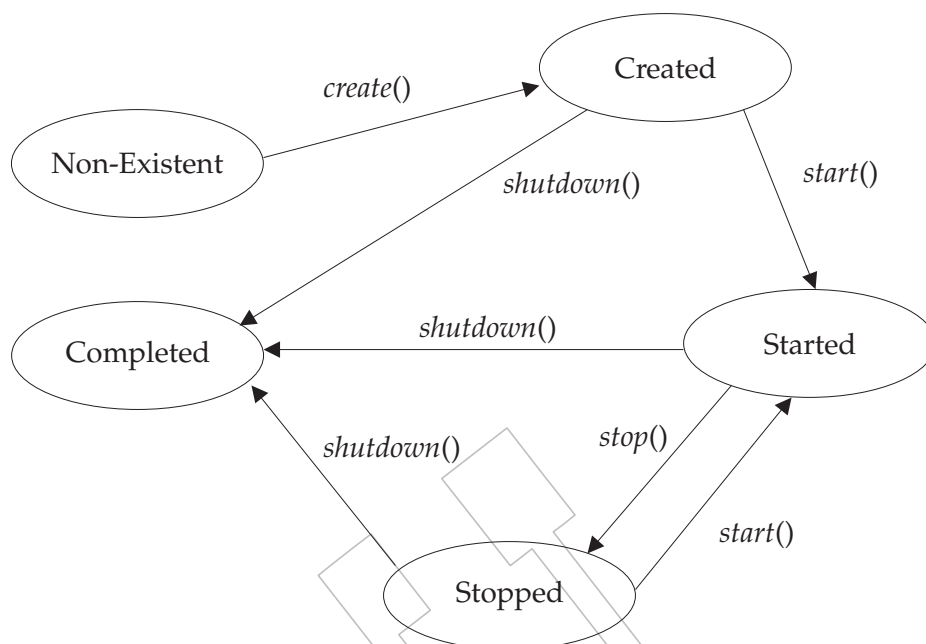 Created
create()
Non-Existent
shutdown()
start()
shutdown()
Completed
Started
shutdown()
stop()
start()
Stopped